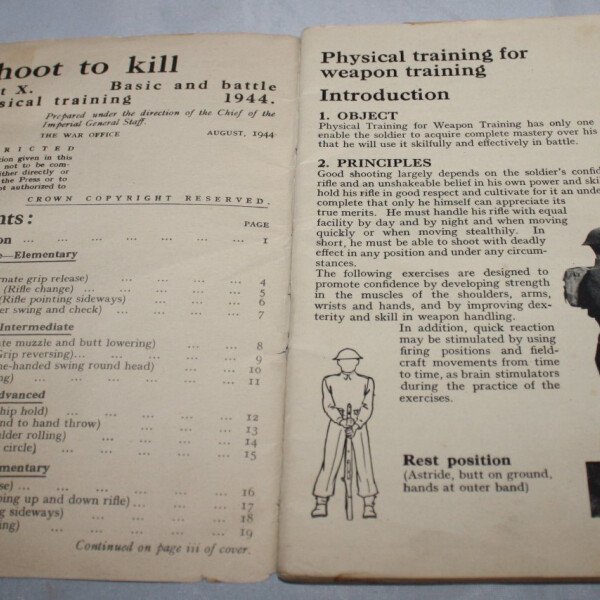 hoot to kill
t X. Basic and battle
sical training 1944.
Prepared under the direction of the Chief of the
Imperial General Staff.
THE WAR OFFICE AUGUST, 1944
RICTED
tion given in this
not to be com-
ither directly or
the Press or to
ot authorized to
CROWN COPYRIGHT RESERVED.
nts:
PAGE
on ... ... ... ... ... 1
—Elementary
rnate grip release) ... ... 4
(Rifle change) ... ... ... 5
(Rifle pointing sideways) ... ... 6
er swing and check) ... ... 7
Intermediate
te muzzle and butt lowering) ... 8
Grip reversing) ... ... ... 9
ne-handed swing round head) ... 10
ng) ... ... ... ... 11
dvanced
hip hold) ... ... ... 12
nd to hand throw) ... ... 13
ulder rolling) ... ... ... 14
circle) ... ... ... 15
mentary
se) ... ... ... ... 16
ping up and down rifle) ... ... 17
g sideways) ... ... ... 18
ing) ... ... ... ... 19
Continued on page iii of cover.
Physical training for
weapon training
Introduction
1. OBJECT
Physical Training for Weapon Training has only one
enable the soldier to acquire complete mastery over his
that he will use it skilfully and effectively in battle.
2. PRINCIPLES
Good shooting largely depends on the soldier's confid
rifle and an unshakeable belief in his own power and ski
hold his rifle in good respect and cultivate for it an under
complete that only he himself can appreciate its
true merits. He must handle his rifle with equal
facility by day and by night and when moving
quickly or when moving stealthily. In
short, he must be able to shoot with deadly
effect in any position and under any circum-
stances.
The following exercises are designed to
promote confidence by developing strength
in the muscles of the shoulders, arms,
wrists and hands, and by improving dex-
terity and skill in weapon handling.
In addition, quick reaction
may be stimulated by using
firing positions and field-
craft movements from time
to time, as brain stimulators
during the practice of the
exercises.
Rest position
(Astride, butt on ground,
hands at outer band)